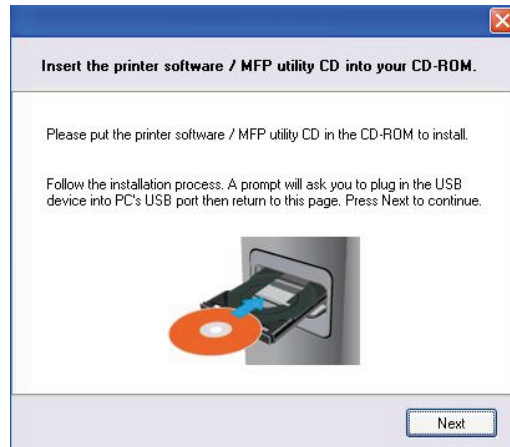 Insert the printer software / MFP utility CD into your CD-ROM.
Please put the printer software / MFP utility CD in the CD-ROM to install.
Follow the installation process. A prompt will ask you to plug in the USB
device into PC's USB port then return to this page. Press Next to continue.
Next